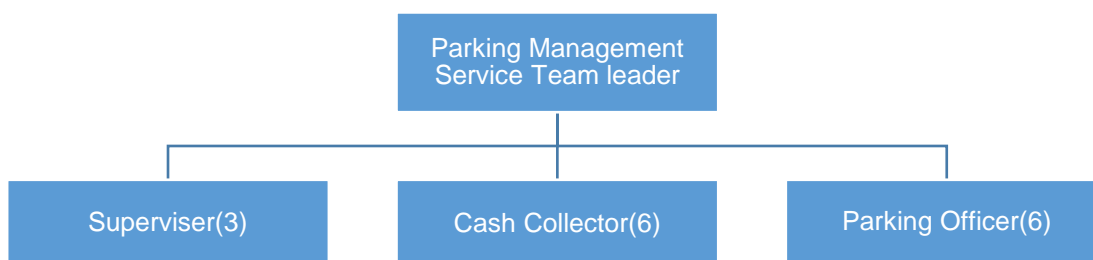 Parking Management
Service Team leader
Superviser(3)
Cash Collector(6)
Parking Officer(6)